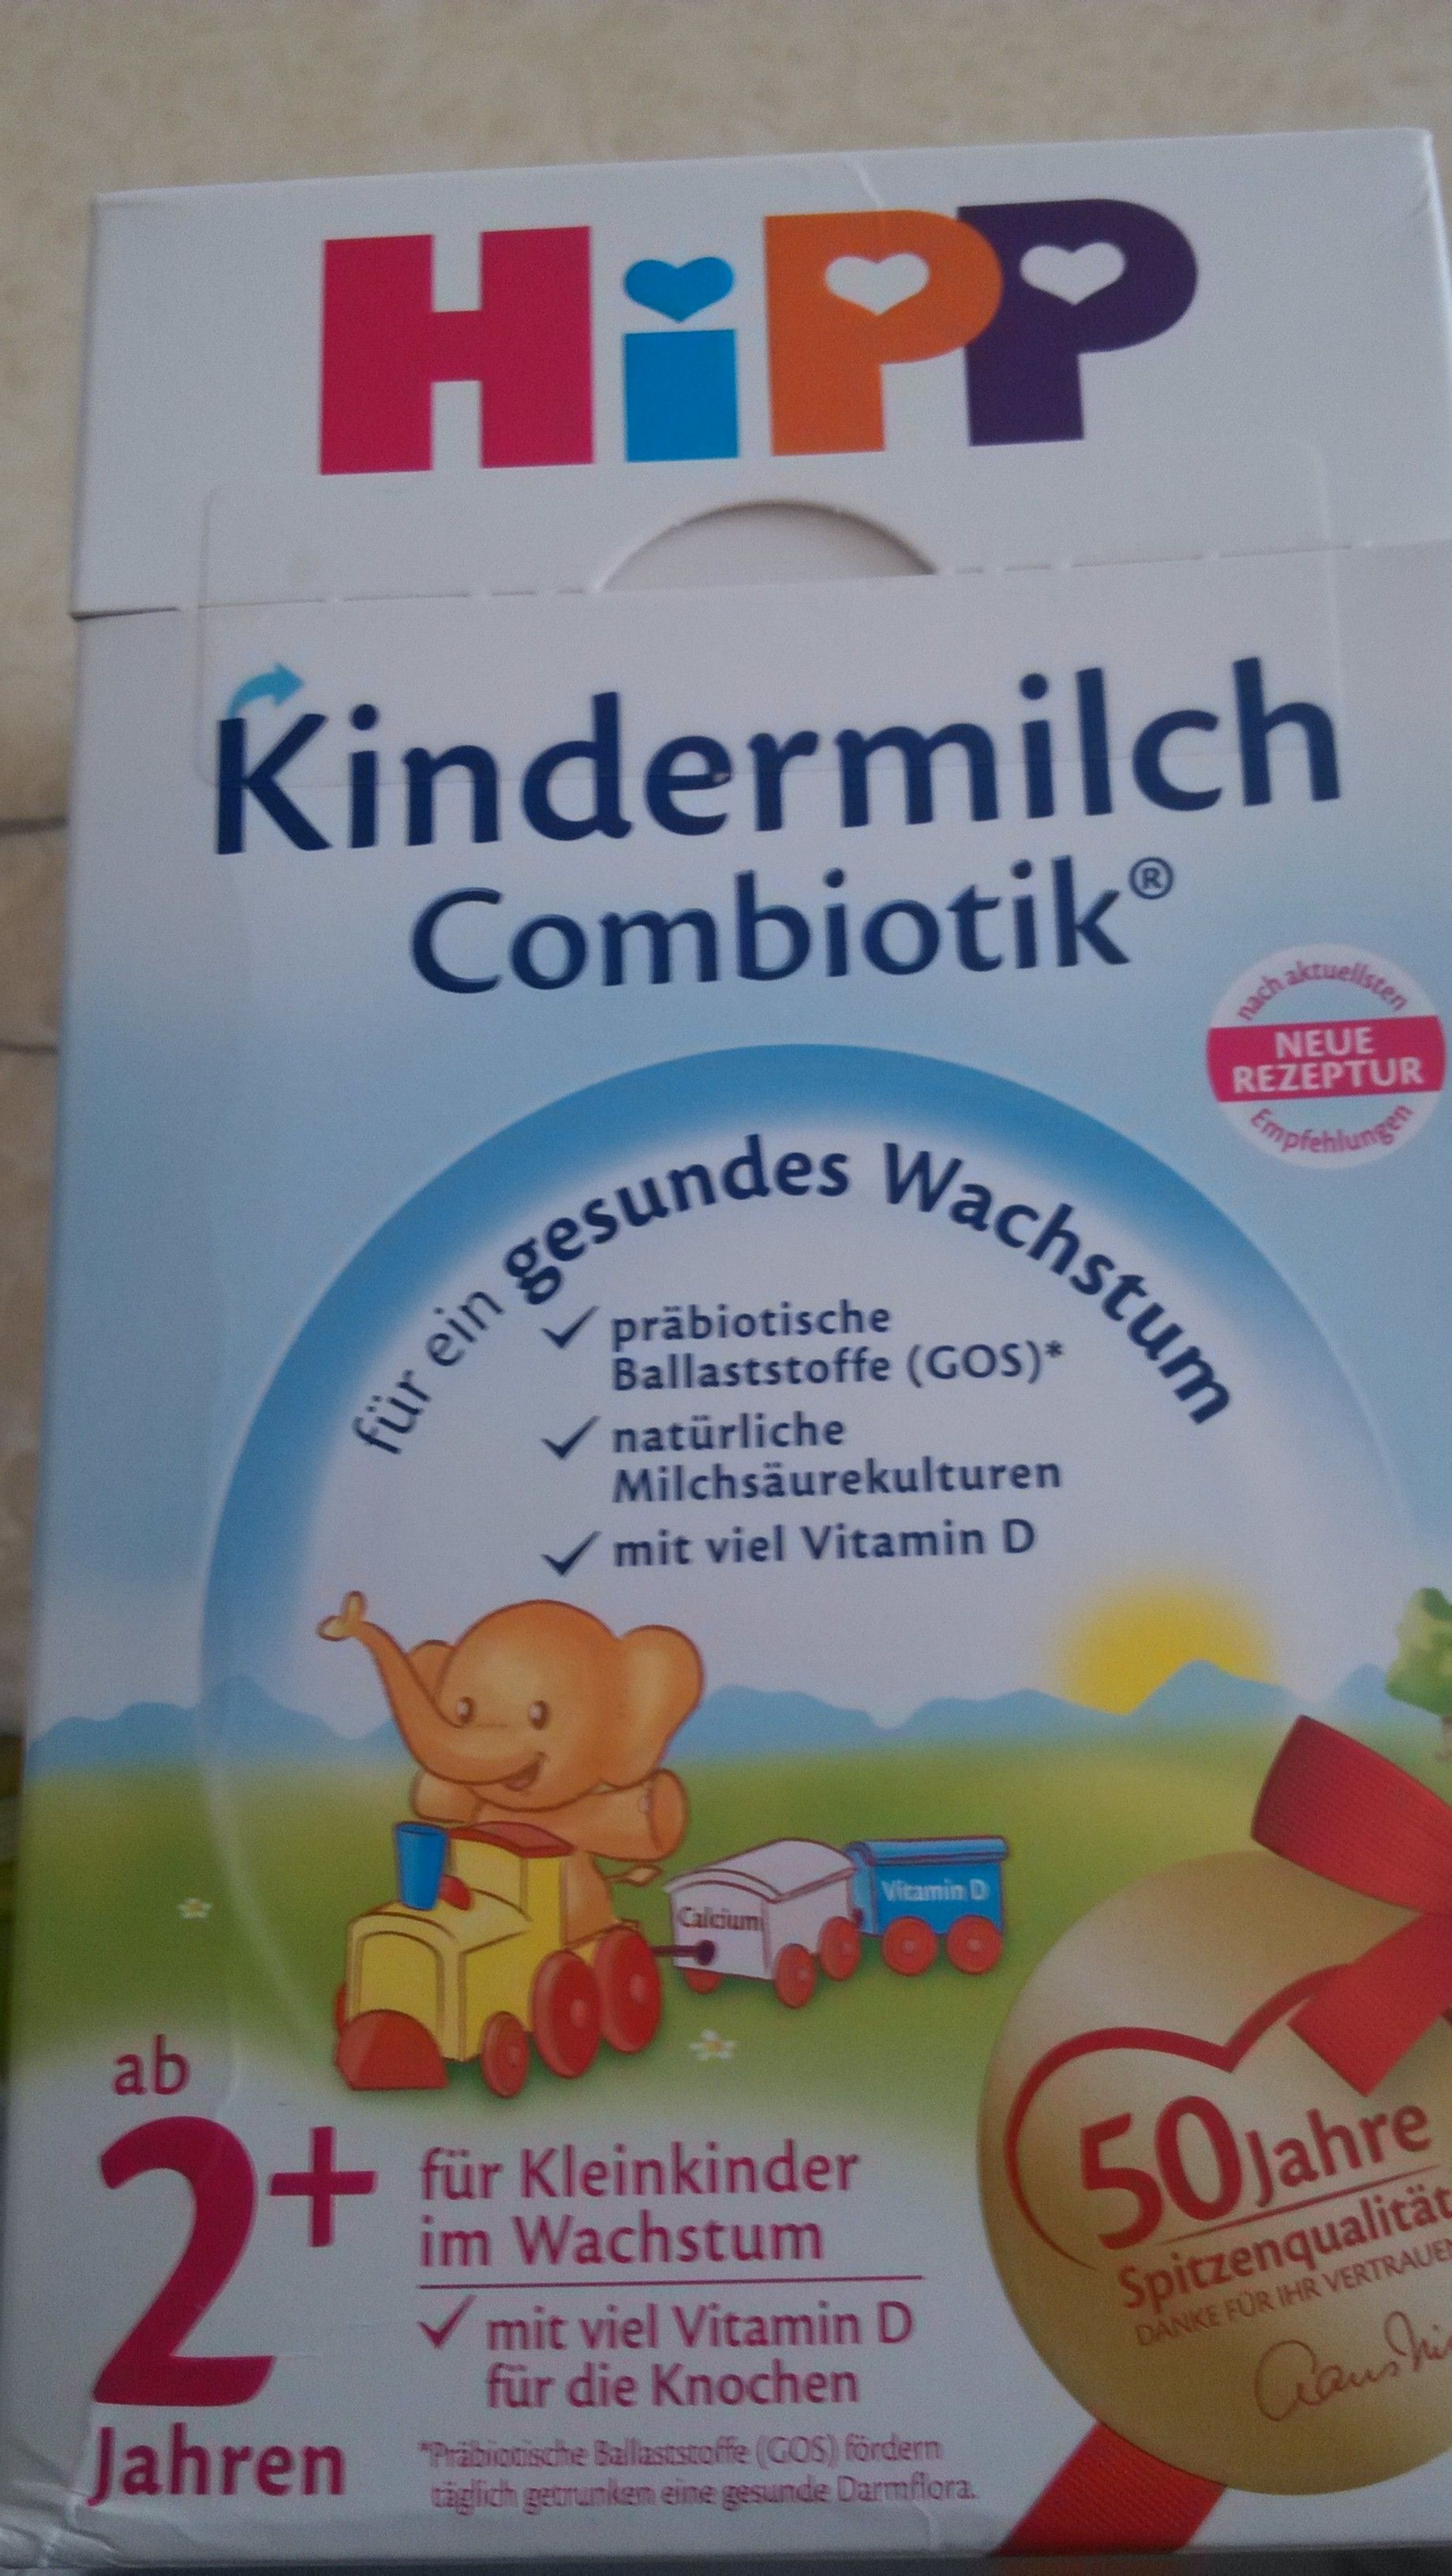 HiPP
Kindermilch
Combiotik®
nach aktuellsten
NEUE
REZEPTUR
Empfehlungen
für ein gesundes Wachstum
✓ präbiotische
Ballaststoffe (GOS)*
✓ natürliche
Milchsäurekulturen
✓ mit viel Vitamin D
Calcium
Vitamin D
ab
2+
Jahren
für Kleinkinder
im Wachstum
✓ mit viel Vitamin D
für die Knochen
*Präbiotische Ballaststoffe (GOS) fördern
täglich getrunken eine gesunde Darmflora.
50 Jahre
Spitzenqualität
DANKE FÜR IHR VERTRAUEN
Claus